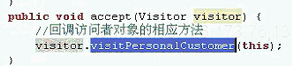 public void accept(Visitor visitor) {
//回调访问者对象的相应方法
visitor.visitPersonalCustomer(this);
}